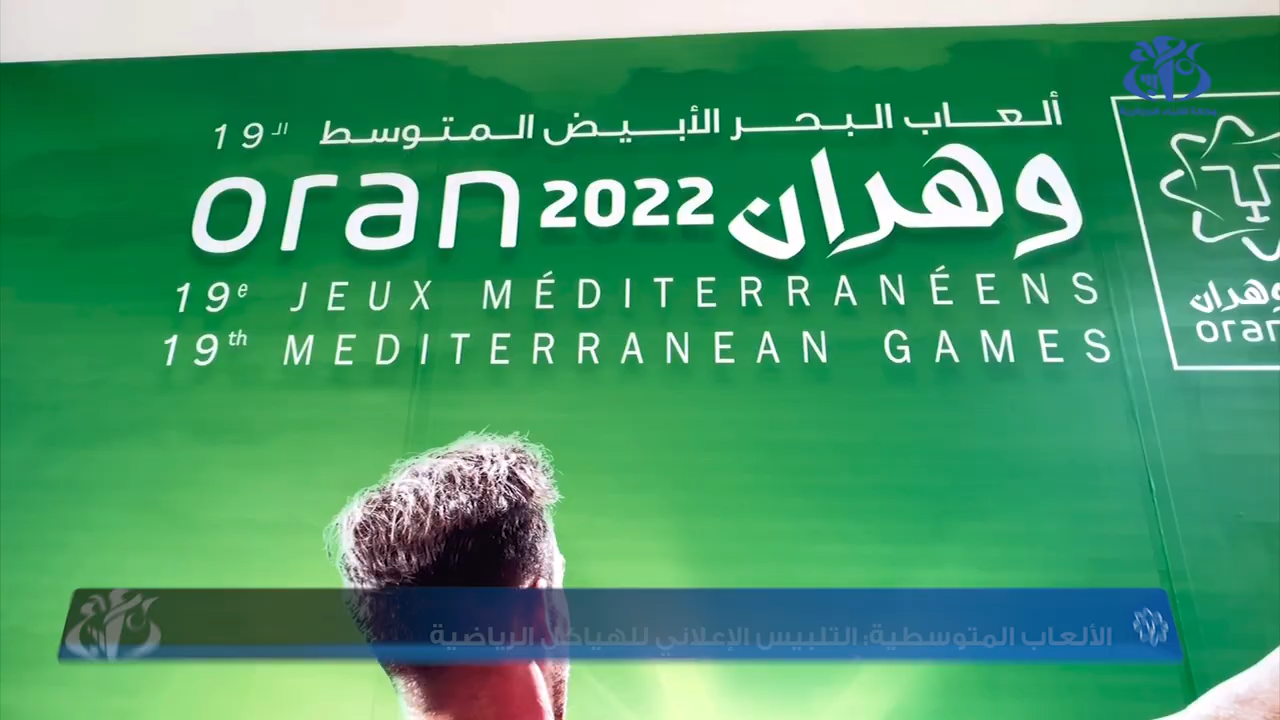 ألعاب البحر الأبيض المتوسط الـ 19
oran 2022 وهران
19e JEUX MÉDITERRANÉENS
19th MEDITERRANEAN GAMES
وهران
oran
الألعاب المتوسطية: التلبيس الإعلاني للهياكل الرياضية